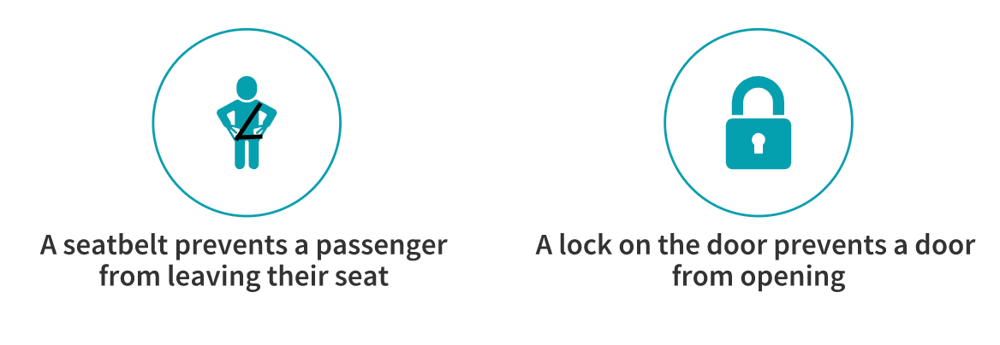 A seatbelt prevents a passenger
from leaving their seat
A lock on the door prevents a door
from opening